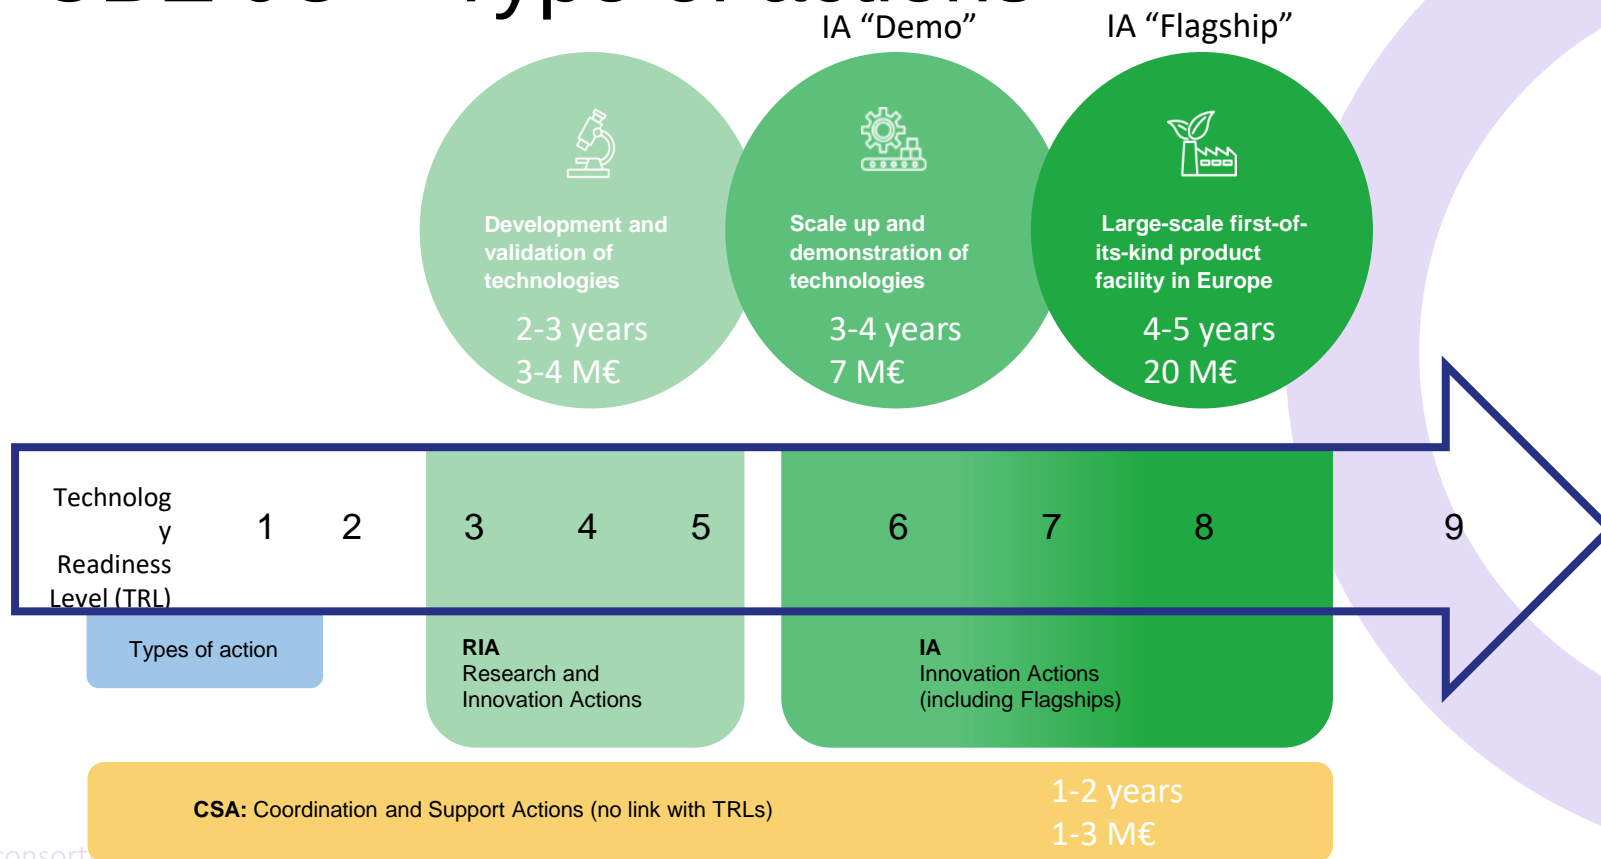 Type of actions
IA “Demo”
IA “Flagship”
Development and
validation of
technologies
2-3 years
3-4 M€
Scale up and
demonstration of
technologies
3-4 years
7 M€
Large-scale first-of-
its-kind product
facility in Europe
4-5 years
20 M€
Technolog
y
Readiness
Level (TRL)
1 2 3 4 5 6 7 8 9
Types of action
RIA
Research and
Innovation Actions
IA
Innovation Actions
(including Flagships)
CSA: Coordination and Support Actions (no link with TRLs)
1-2 years
1-3 M€